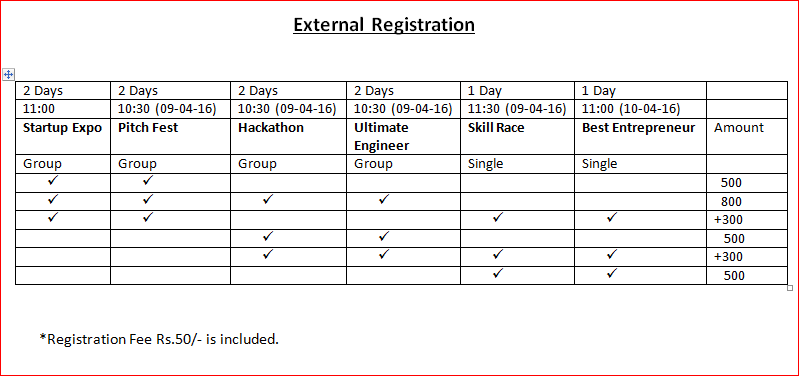 External Registration
2 Days 2 Days 2 Days 2 Days 1 Day 1 Day
11:00 10:30 (09-04-16) 10:30 (09-04-16) 10:30 (09-04-16) 11:30 (09-04-16) 11:00 (10-04-16)
Startup Expo Pitch Fest Hackathon Ultimate Engineer Skill Race Best Entrepreneur Amount
Group Group Group Group Single Single
✓ ✓ 500
✓ ✓ ✓ ✓ 800
✓ ✓ ✓ ✓ +300
✓ ✓ 500
✓ ✓ ✓ ✓ +300
✓ ✓ 500
*Registration Fee Rs.50/- is included.